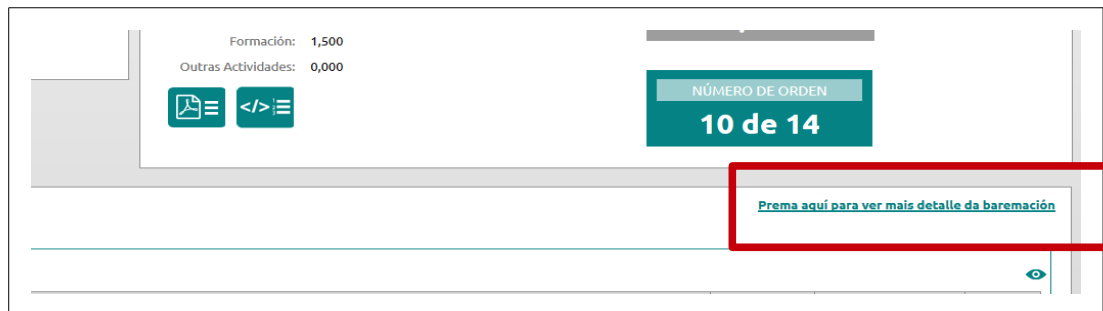 Formación: 1,500
Outras Actividades: 0,000
</>
NÚMERO DE ORDEN
10 de 14
Prema aquí para ver mais detalle da baremación